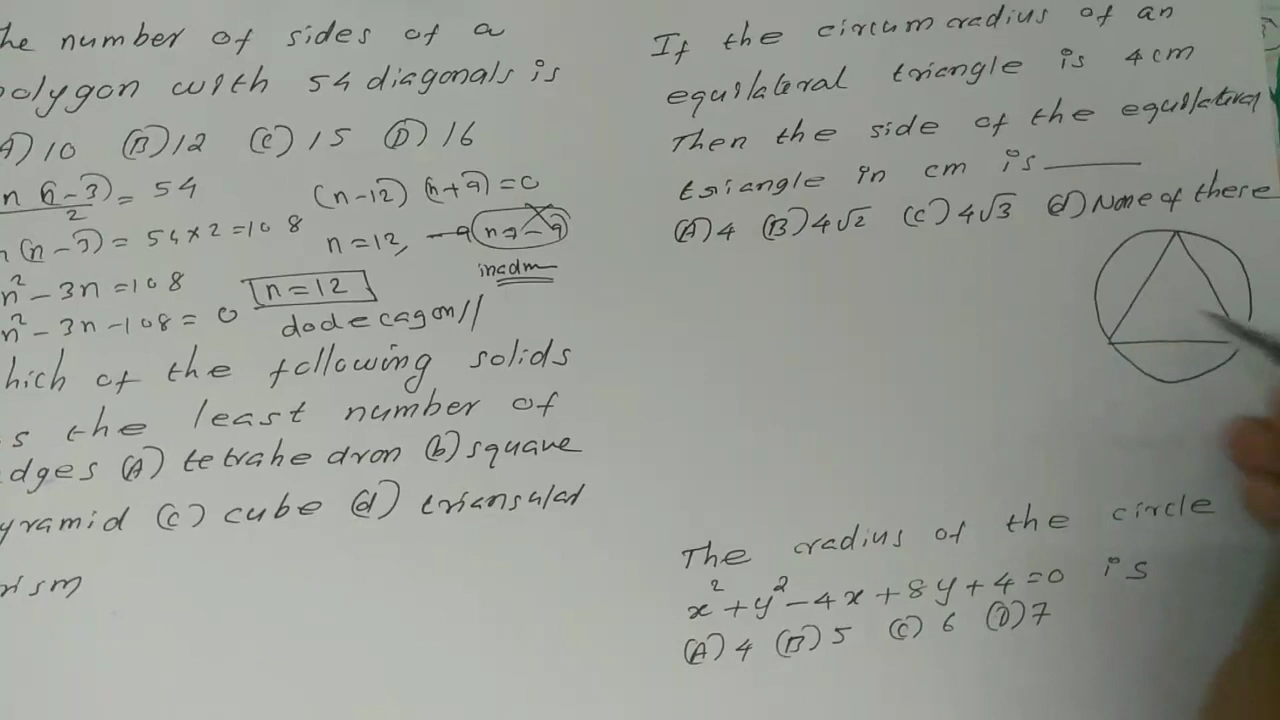 he number of sides of a
polygon with 54 diagonals is
A) 10 (B) 12 (C) 15 (D) 16
n(n-3)/2 = 54
(n-12)(n+9)=0
n(n-3) = 54×2=108
n=12, -9 n=-9
inadm
n²-3n=108
n=12
n²-3n-108=0
dodecagon//
hich of the following solids
s the least number of
dges (A) tetrahedron (b) square
yramid (c) cube (d) triangular
rism
If the circumradius of an
equilateral triangle is 4cm
Then the side of the equilateral
triangle in cm is ____
(A) 4 (B) 4√2 (C) 4√3 (d) None of there
The radius of the circle
x²+y²-4x+8y+4=0 is
(A) 4 (B) 5 (C) 6 (D) 7